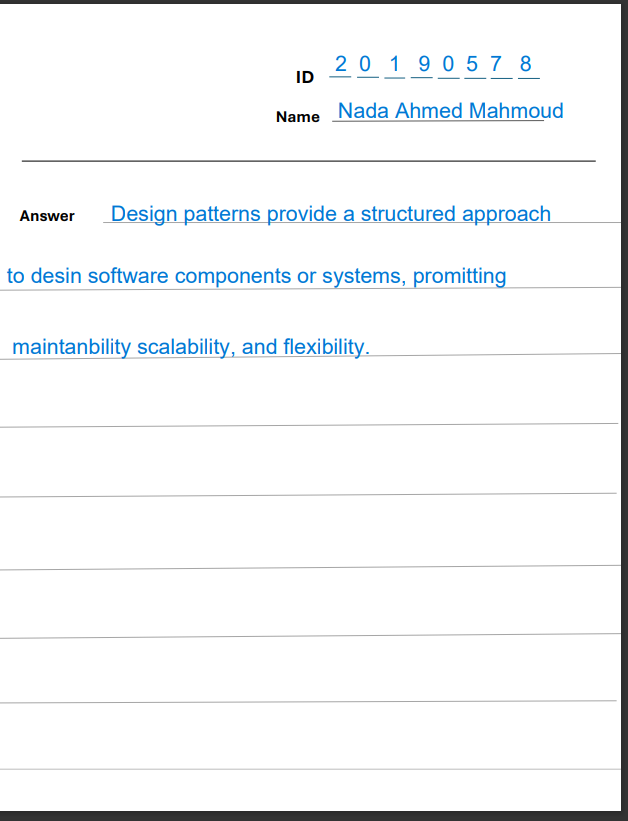 ID 2 0 1 9 0 5 7 8
Name Nada Ahmed Mahmoud
Answer Design patterns provide a structured approach
to desin software components or systems, promitting
maintanbility scalability, and flexibility.